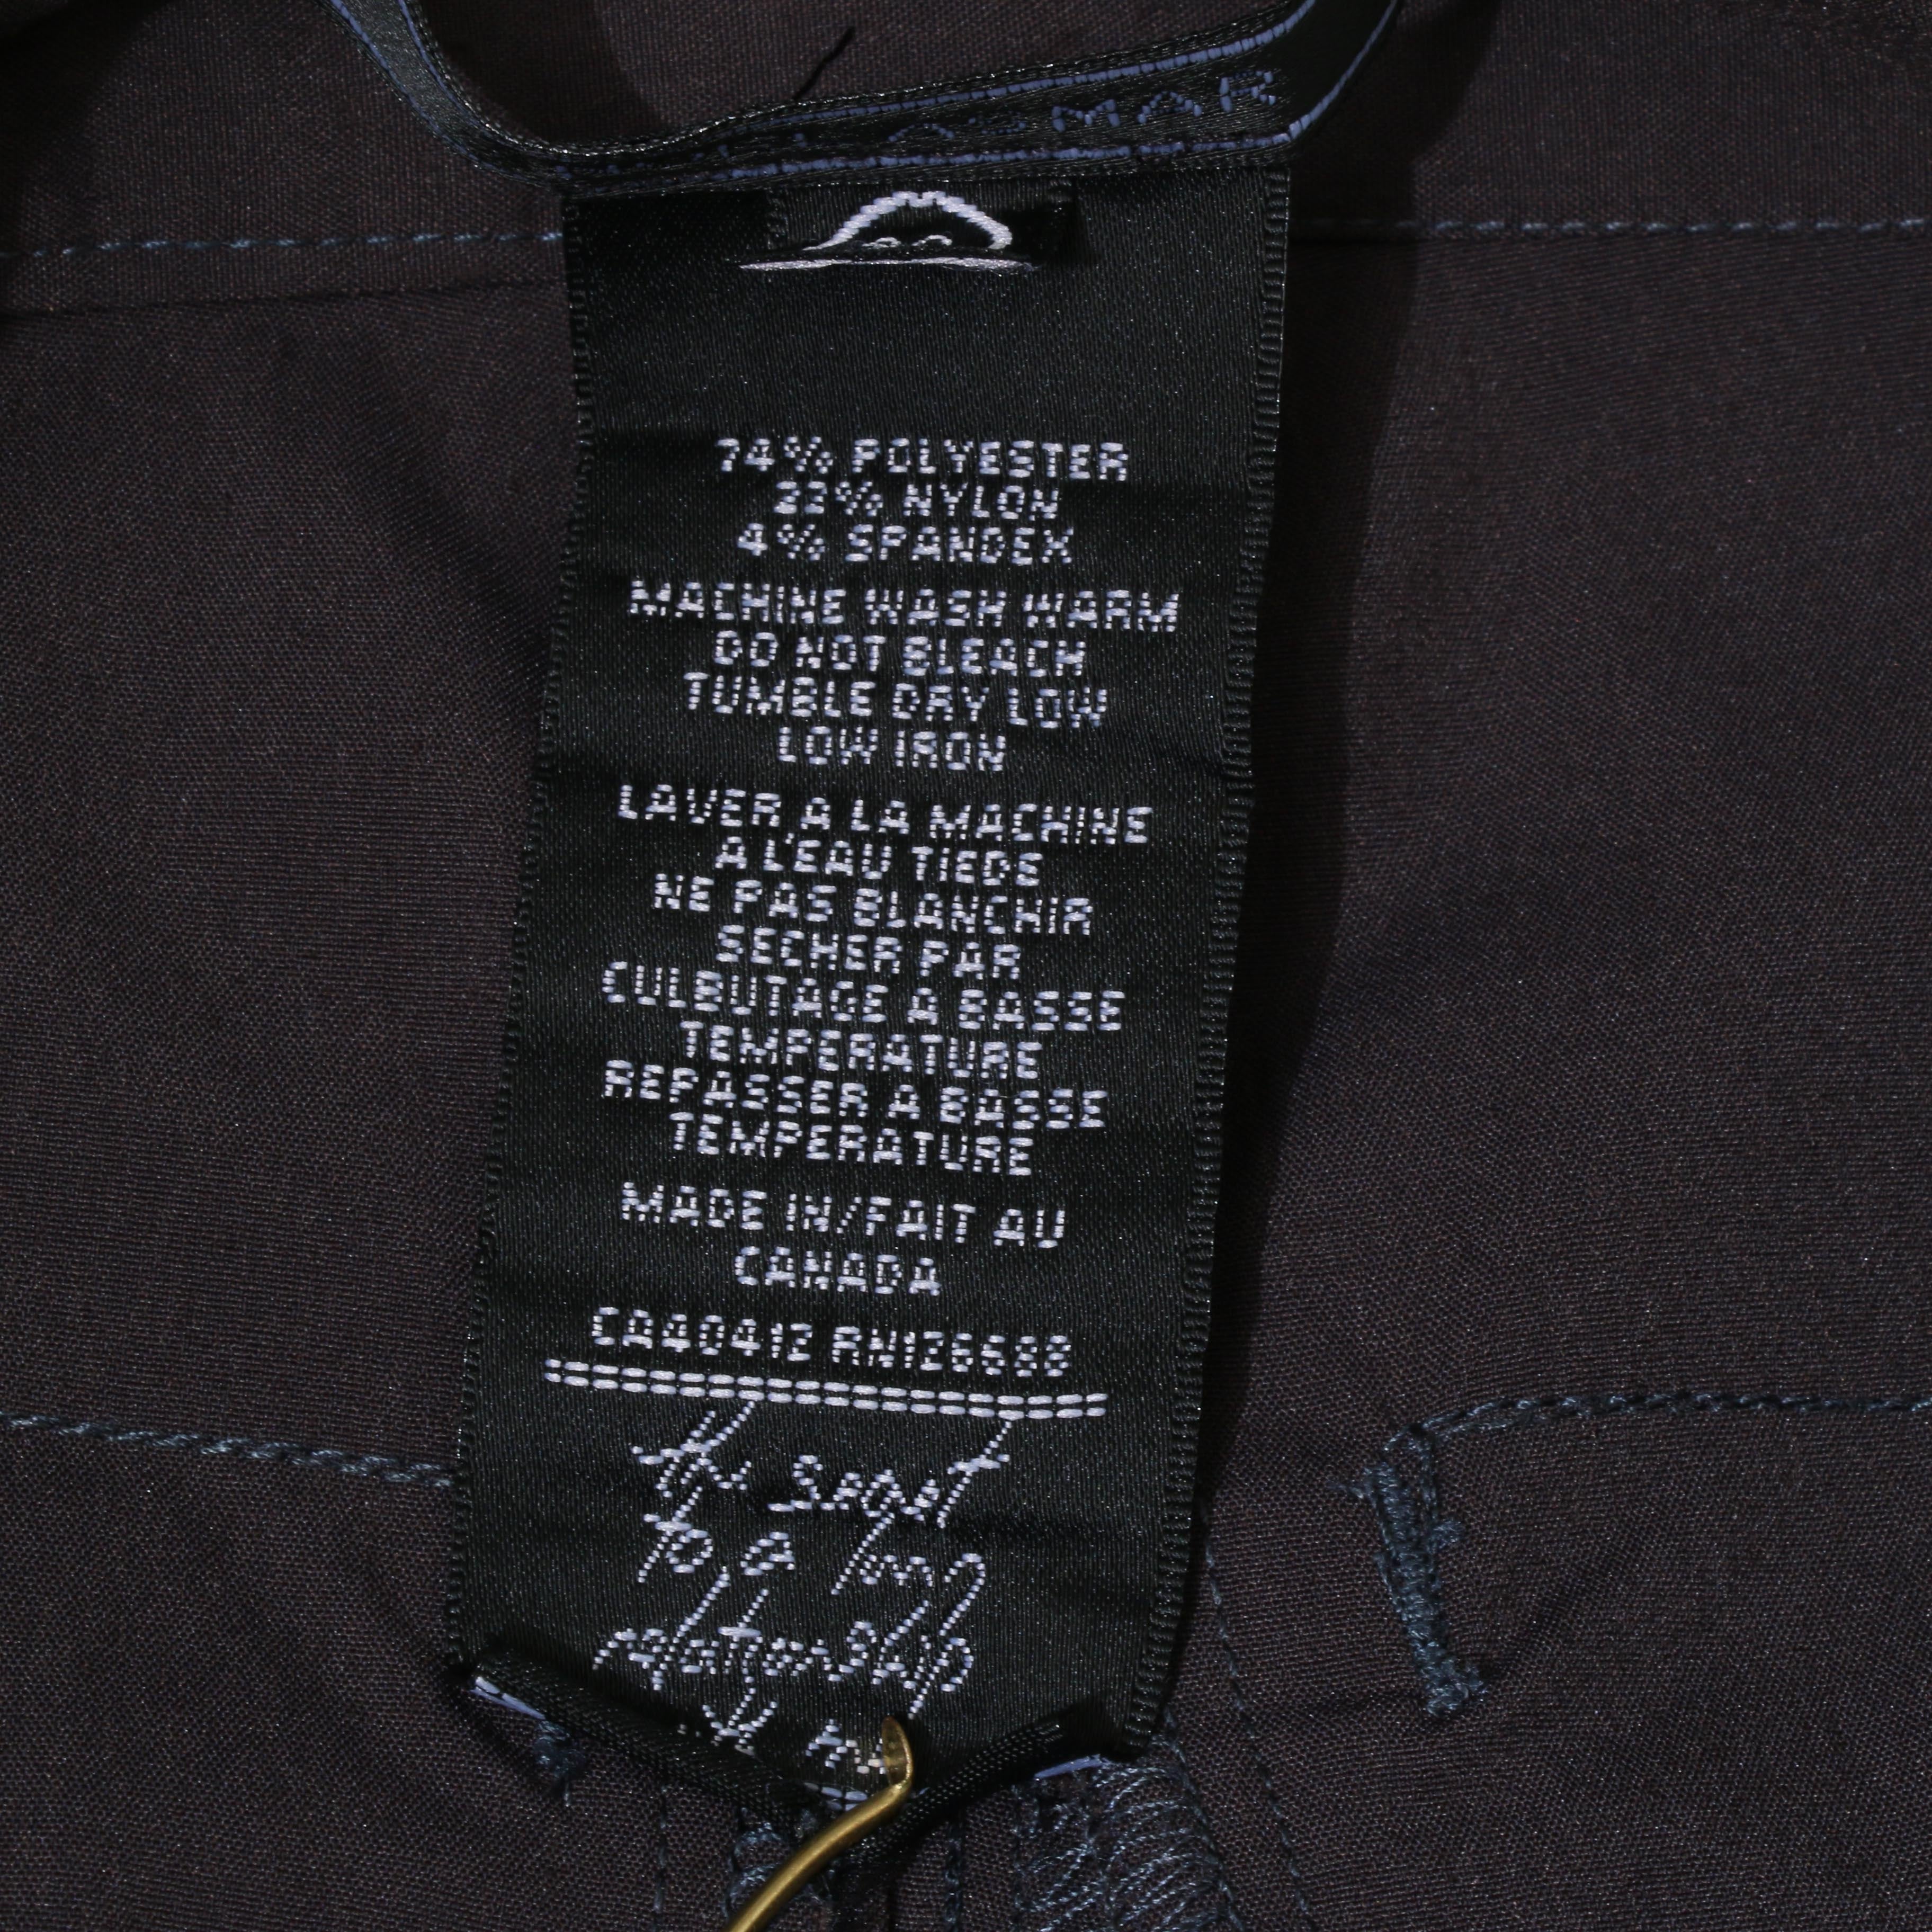 74% POLYESTER
22% NYLON
4% SPANDEX
MACHINE WASH WARM
DO NOT BLEACH
TUMBLE DRY LOW
LOW IRON
LAVER A LA MACHINE
A L'EAU TIEDE
NE PAS BLANCHIR
SECHER PAR
CULBUTAGE A BASSE
TEMPERATURE
REPASSER A BASSE
TEMPERATURE
MADE IN/FAIT AU
CANADA
CA40412 RN126688
the secret
to a long
relationship